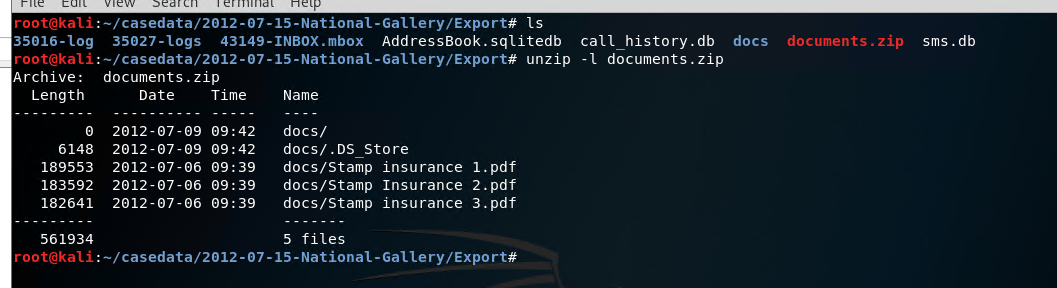 File Edit View Search Terminal Help
root@kali:~/casedata/2012-07-15-National-Gallery/Export# ls
35016-log  35027-logs  43149-INBOX.mbox  AddressBook.sqlitedb  call_history.db  docs  documents.zip  sms.db
root@kali:~/casedata/2012-07-15-National-Gallery/Export# unzip -l documents.zip
Archive:  documents.zip
  Length      Date    Time    Name
---------  ---------- -----   ----
        0  2012-07-09 09:42   docs/
     6148  2012-07-09 09:42   docs/.DS_Store
   189553  2012-07-06 09:39   docs/Stamp insurance 1.pdf
   183592  2012-07-06 09:39   docs/Stamp Insurance 2.pdf
   182641  2012-07-06 09:39   docs/Stamp insurance 3.pdf
---------                     -------
   561934                     5 files
root@kali:~/casedata/2012-07-15-National-Gallery/Export#